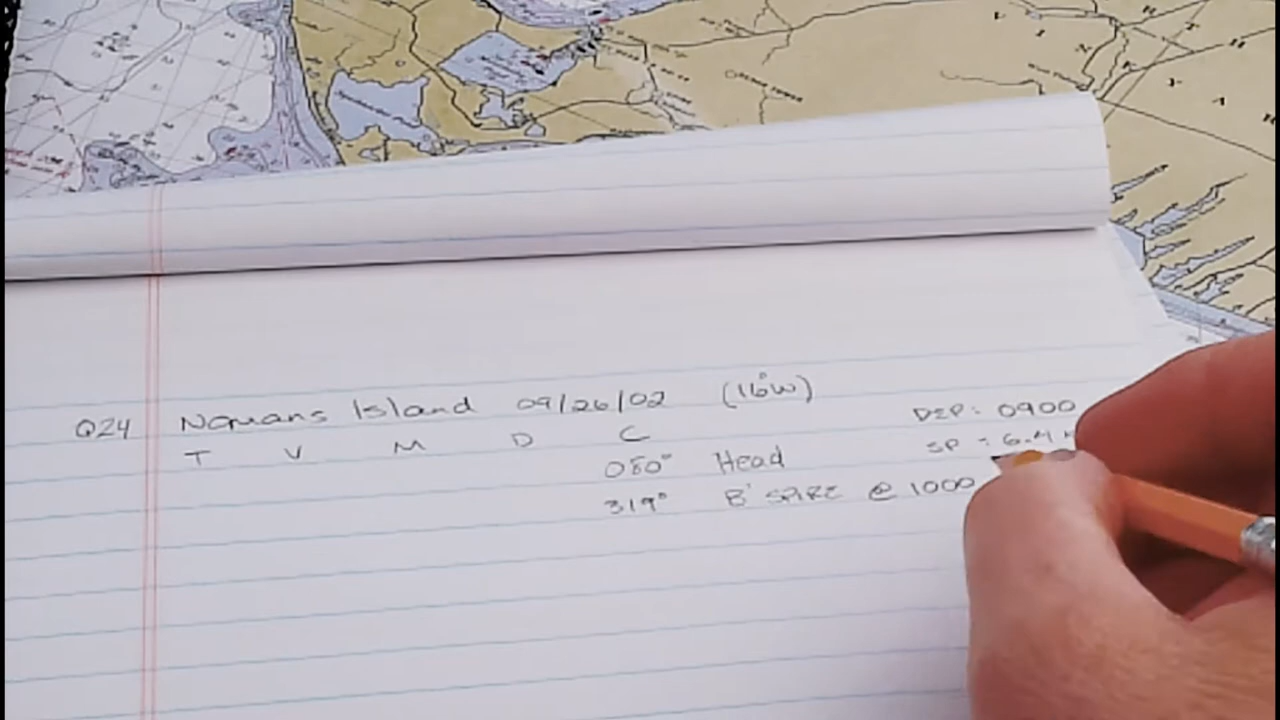 Q24 Nomans Island 09/26/02 (16°W) DEP: 0900
T V M D C SP = 6.4 K
080° Head
319° B' SPIRE @ 1000